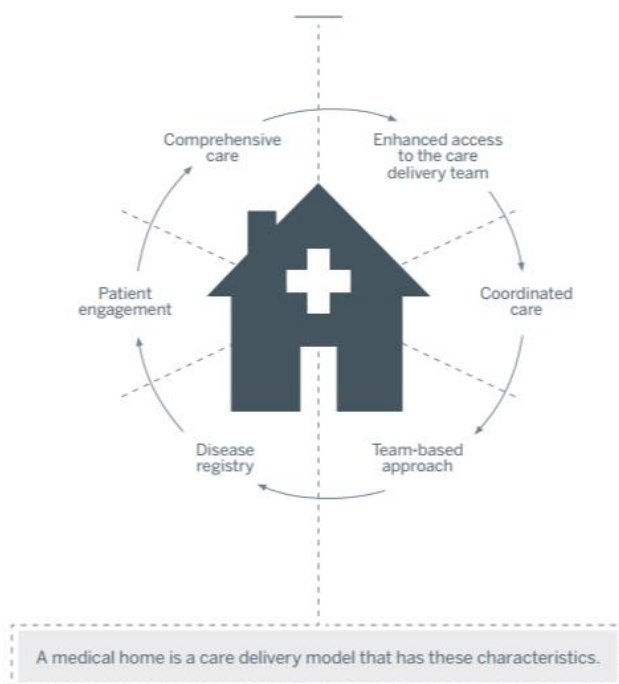 Comprehensive
care
Enhanced access
to the care
delivery team
Coordinated
care
Team-based
approach
Disease
registry
Patient
engagement
A medical home is a care delivery model that has these characteristics.